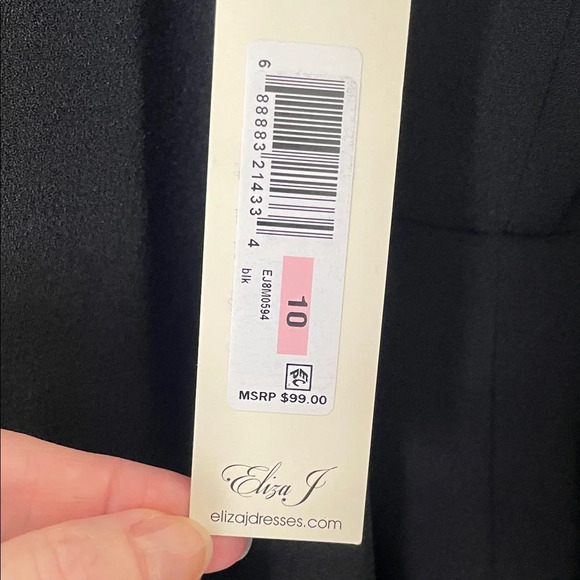 6 88883 21433 4
EJ8M0594
blk
10
MSRP $99.00
Eliza J
elizajdresses.com